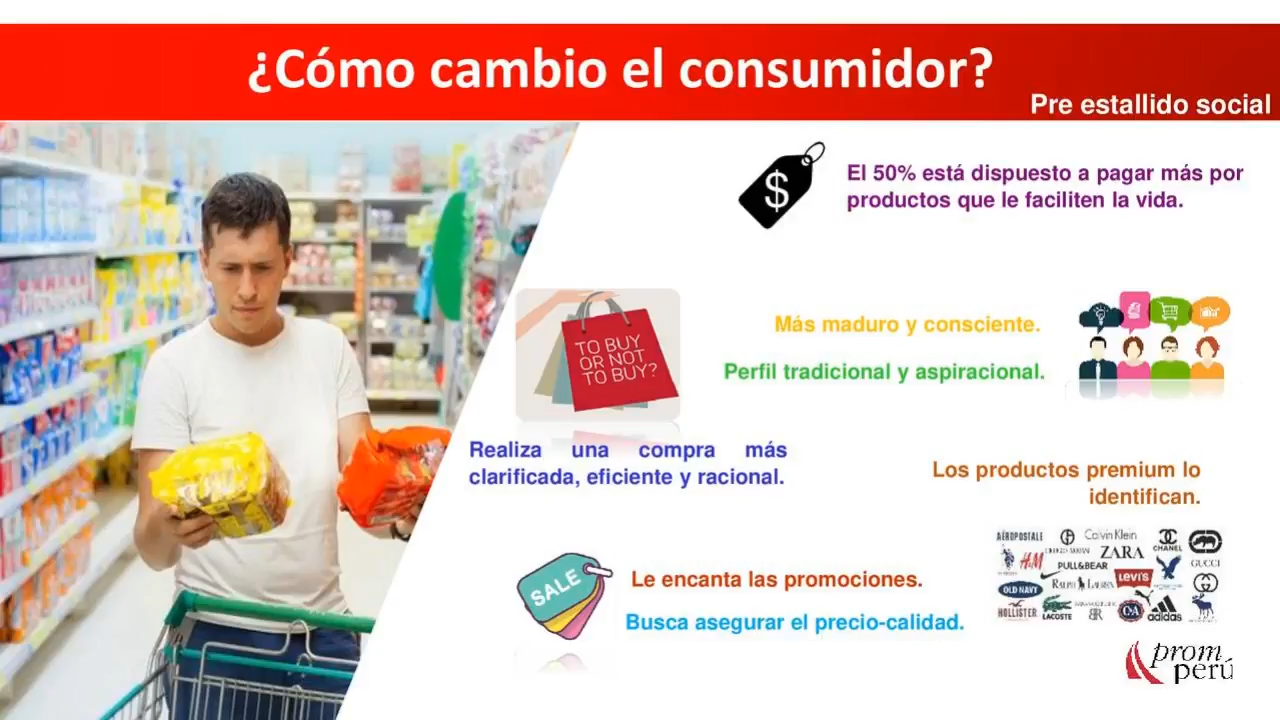 ¿Cómo cambio el consumidor?
Pre estallido social
$
El 50% está dispuesto a pagar más por
productos que le faciliten la vida.
TO BUY
OR NOT
TO BUY?
Más maduro y consciente.
Perfil tradicional y aspiracional.
Realiza una compra más
clarificada, eficiente y racional.
Los productos premium lo
identifican.
SALE
Le encanta las promociones.
Busca asegurar el precio-calidad.
AÉROPOSTALE
Calvin Klein
CHANEL
H&M
ZARA
PULL&BEAR
GUCCI
RALPH LAUREN
LEVI'S
OLD NAVY
HOLLISTER
LACOSTE
adidas
prom
perú